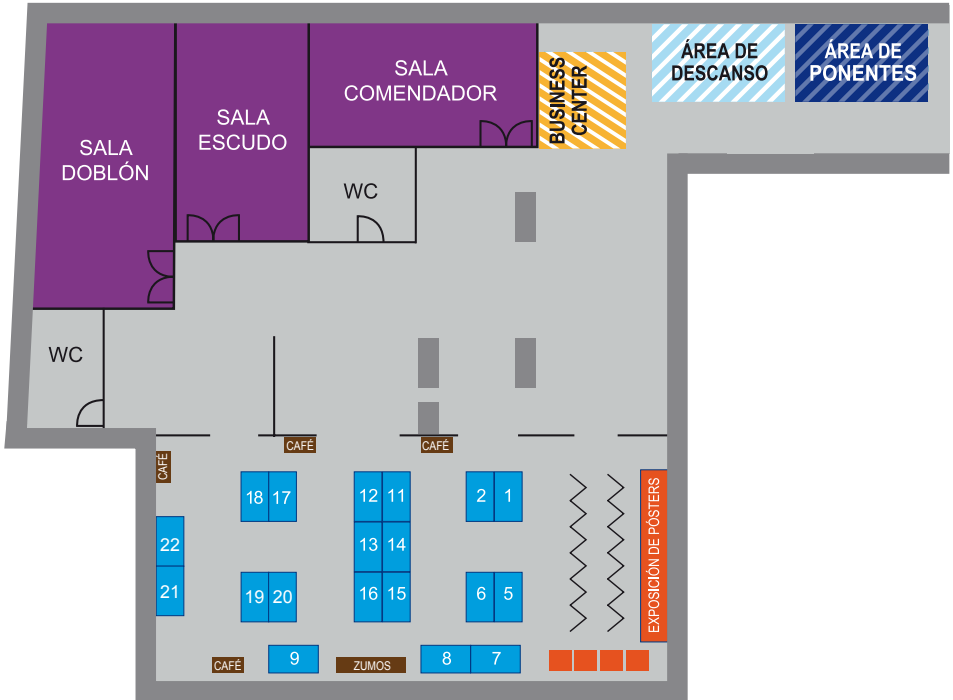 SALA
DOBLÓN
SALA
ESCUDO
SALA
COMENDADOR
BUSINESS
CENTER
ÁREA DE
DESCANSO
ÁREA DE
PONENTES
WC
WC
CAFÉ
CAFÉ
CAFÉ
18 17
12 11
2 1
22
13 14
21
19 20
16 15
6 5
EXPOSICIÓN DE PÓSTERS
CAFÉ
9
ZUMOS
8 7